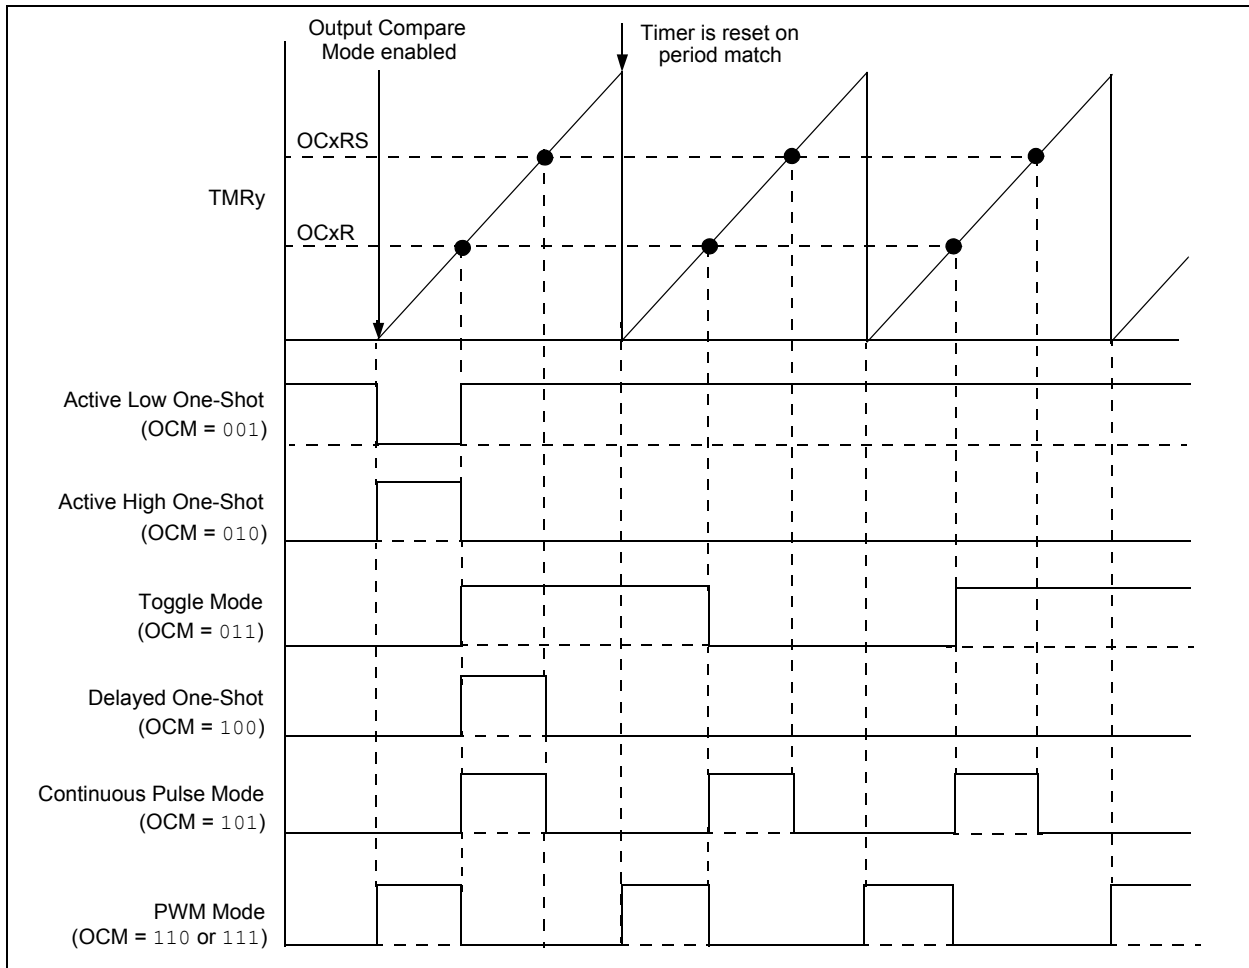 Output Compare
Mode enabled
Timer is reset on
period match
OCxRS
TMRy
OCxR
Active Low One-Shot
(OCM = 001)
Active High One-Shot
(OCM = 010)
Toggle Mode
(OCM = 011)
Delayed One-Shot
(OCM = 100)
Continuous Pulse Mode
(OCM = 101)
PWM Mode
(OCM = 110 or 111)